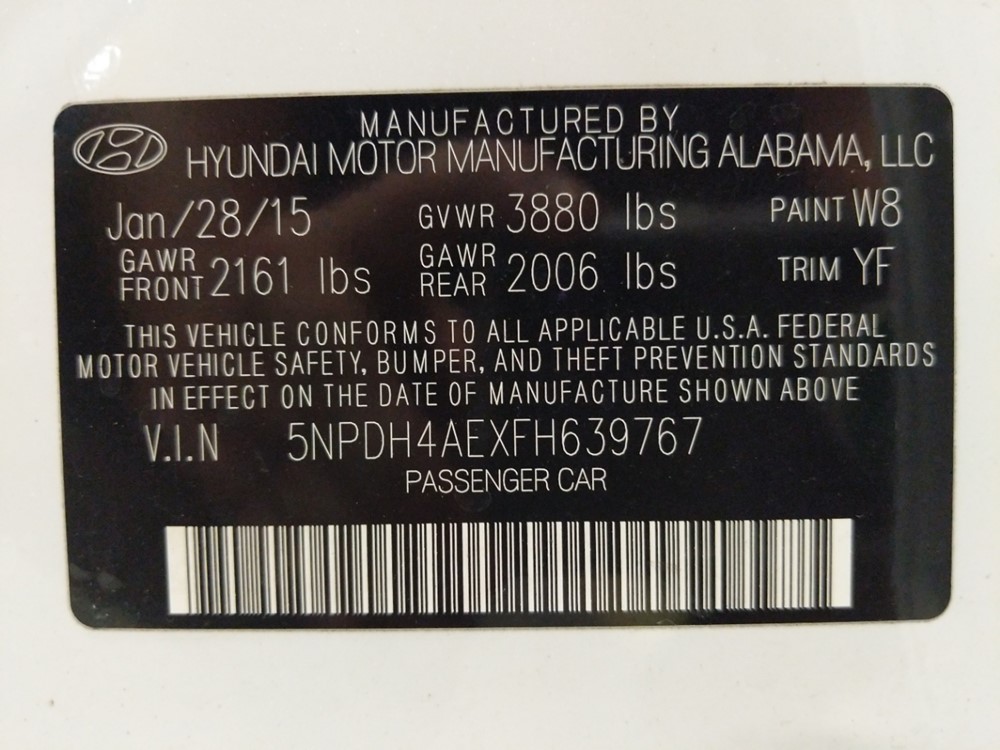 MANUFACTURED BY
HYUNDAI MOTOR MANUFACTURING ALABAMA, LLC
Jan/28/15 GVWR 3880 lbs PAINT W8
GAWR FRONT 2161 lbs GAWR REAR 2006 lbs TRIM YF
THIS VEHICLE CONFORMS TO ALL APPLICABLE U.S.A. FEDERAL
MOTOR VEHICLE SAFETY, BUMPER, AND THEFT PREVENTION STANDARDS
IN EFFECT ON THE DATE OF MANUFACTURE SHOWN ABOVE
V.I.N 5NPDH4AEXFH639767
PASSENGER CAR